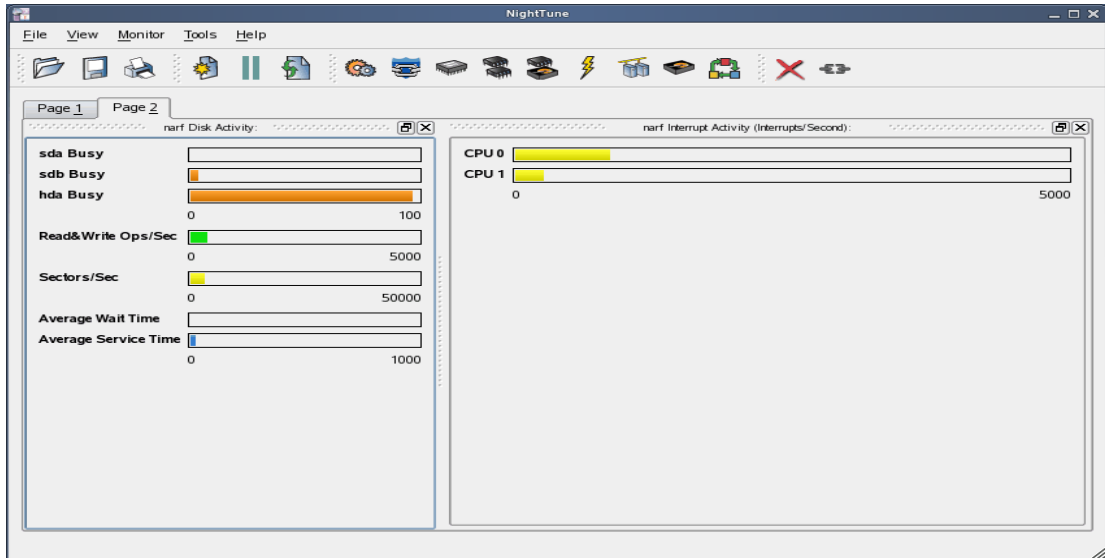 NightTune
File View Monitor Tools Help
Page 1 Page 2
narf Disk Activity:
sda Busy
sdb Busy
hda Busy
0 100
Read&Write Ops/Sec
0 5000
Sectors/Sec
0 50000
Average Wait Time
Average Service Time
0 1000
narf Interrupt Activity (Interrupts/Second):
CPU 0
CPU 1
0 5000